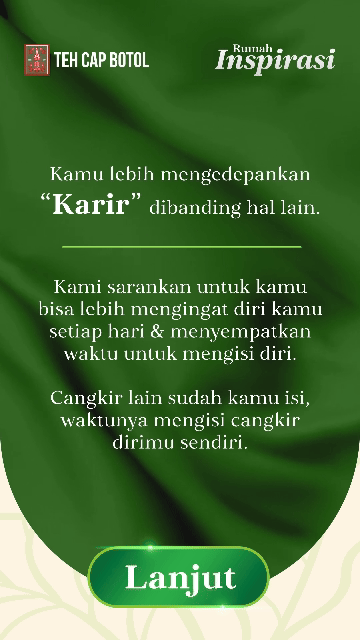 TEH CAP BOTOL
Rumah
Inspirasi
Kamu lebih mengedepankan
“Karir” dibanding hal lain.
Kami sarankan untuk kamu
bisa lebih mengingat diri kamu
setiap hari & menyempatkan
waktu untuk mengisi diri.
Cangkir lain sudah kamu isi,
waktunya mengisi cangkir
dirimu sendiri.
Lanjut